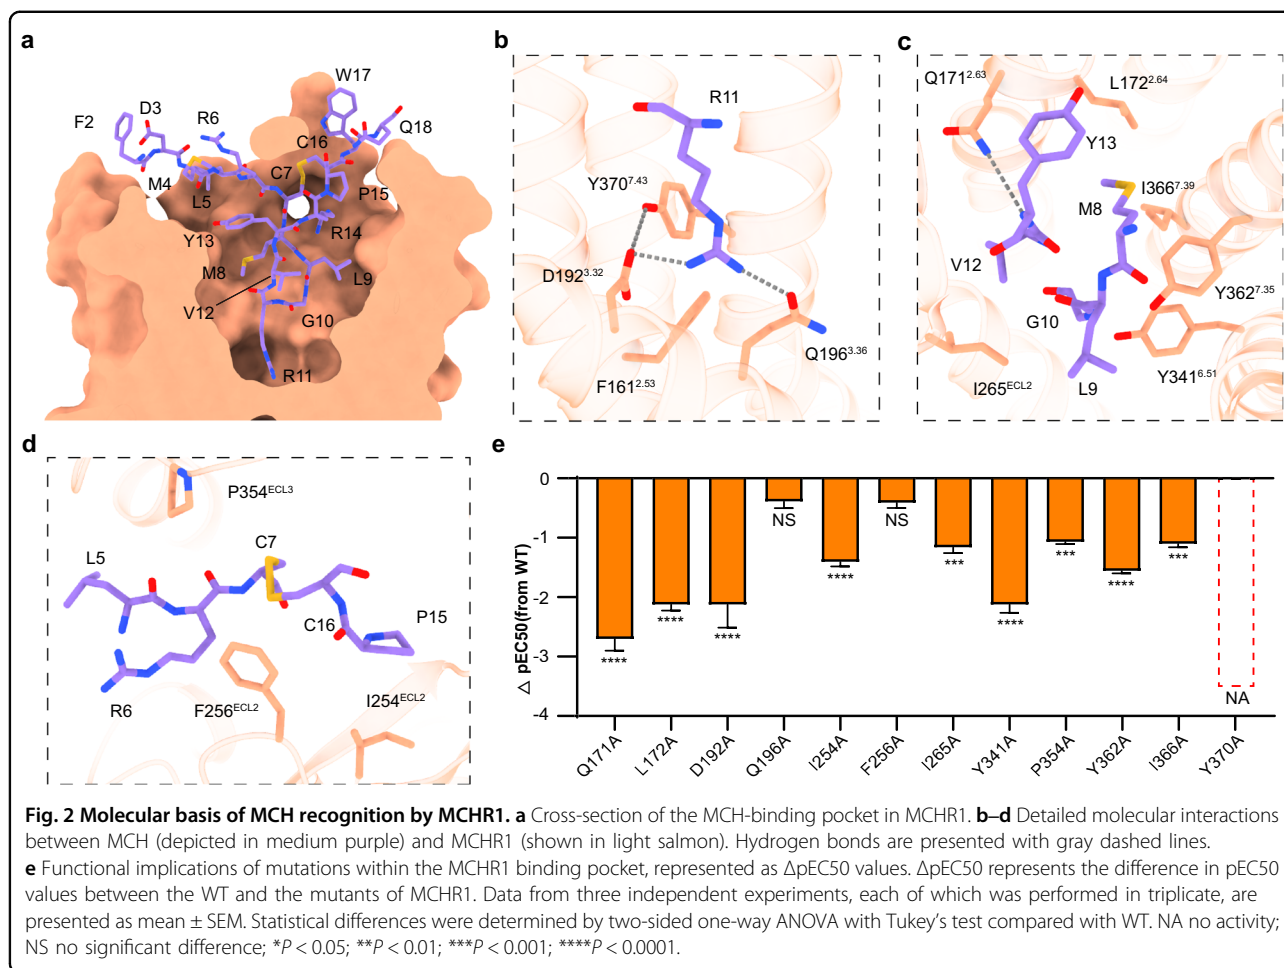 a
W17
D3
F2
R6
Q18
C16
C7
M4
L5
P15
Y13
R14
M8
L9
V12
G10
R11
b
R11
Y370^7.43
D192^3.32
Q196^3.36
F161^2.53
c
Q171^2.63
L172^2.64
Y13
I366^7.39
M8
V12
Y362^7.35
G10
Y341^6.51
I265^ECL2
L9
d
P354^ECL3
C7
L5
C16
P15
R6
F256^ECL2
I254^ECL2
e
△ pEC50(from WT)
0
-1
-2
-3
-4
****
****
****
NS
****
NS
***
****
***
****
***
NA
Q171A
L172A
D192A
Q196A
I254A
F256A
I265A
Y341A
P354A
Y362A
I366A
Y370A
Fig. 2 Molecular basis of MCH recognition by MCHR1. a Cross-section of the MCH-binding pocket in MCHR1. b–d Detailed molecular interactions
between MCH (depicted in medium purple) and MCHR1 (shown in light salmon). Hydrogen bonds are presented with gray dashed lines.
e Functional implications of mutations within the MCHR1 binding pocket, represented as ΔpEC50 values. ΔpEC50 represents the difference in pEC50
values between the WT and the mutants of MCHR1. Data from three independent experiments, each of which was performed in triplicate, are
presented as mean ± SEM. Statistical differences were determined by two-sided one-way ANOVA with Tukey's test compared with WT. NA no activity;
NS no significant difference; *P < 0.05; **P < 0.01; ***P < 0.001; ****P < 0.0001.